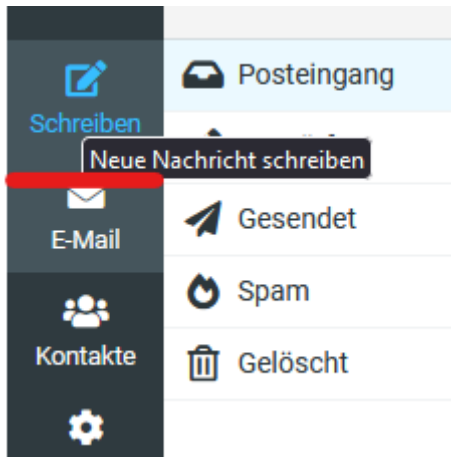 Schreiben
Neue Nachricht schreiben
E-Mail
Kontakte
Posteingang
Gesendet
Spam
Gelöscht